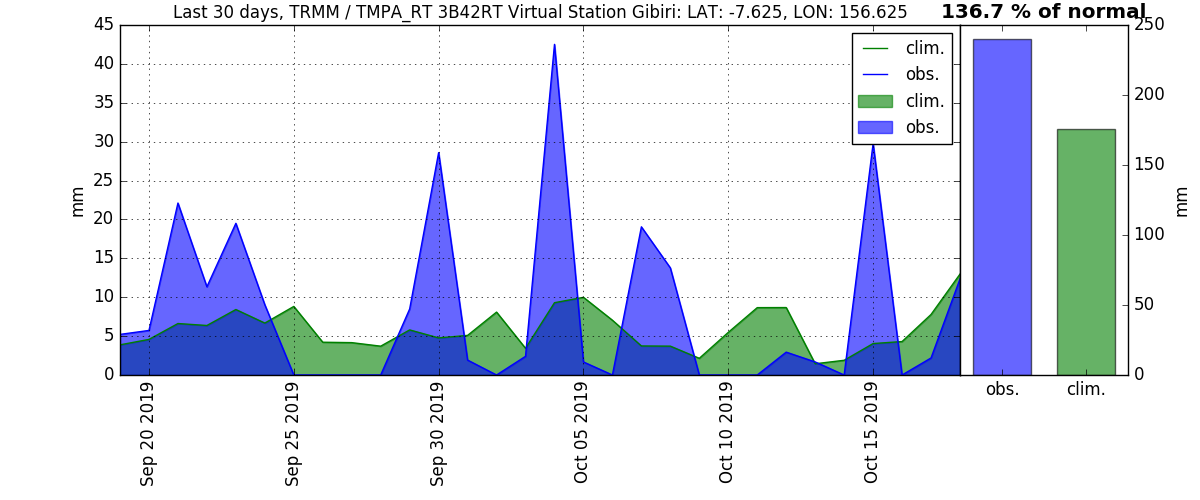 Last 30 days, TRMM / TMPA_RT 3B42RT Virtual Station Gibiri: LAT: -7.625, LON: 156.625
136.7 % of normal
mm
45
40
35
30
25
20
15
10
5
0
clim.
obs.
clim.
obs.
250
200
150
100
50
0
mm
Sep 20 2019
Sep 25 2019
Sep 30 2019
Oct 05 2019
Oct 10 2019
Oct 15 2019
obs.
clim.